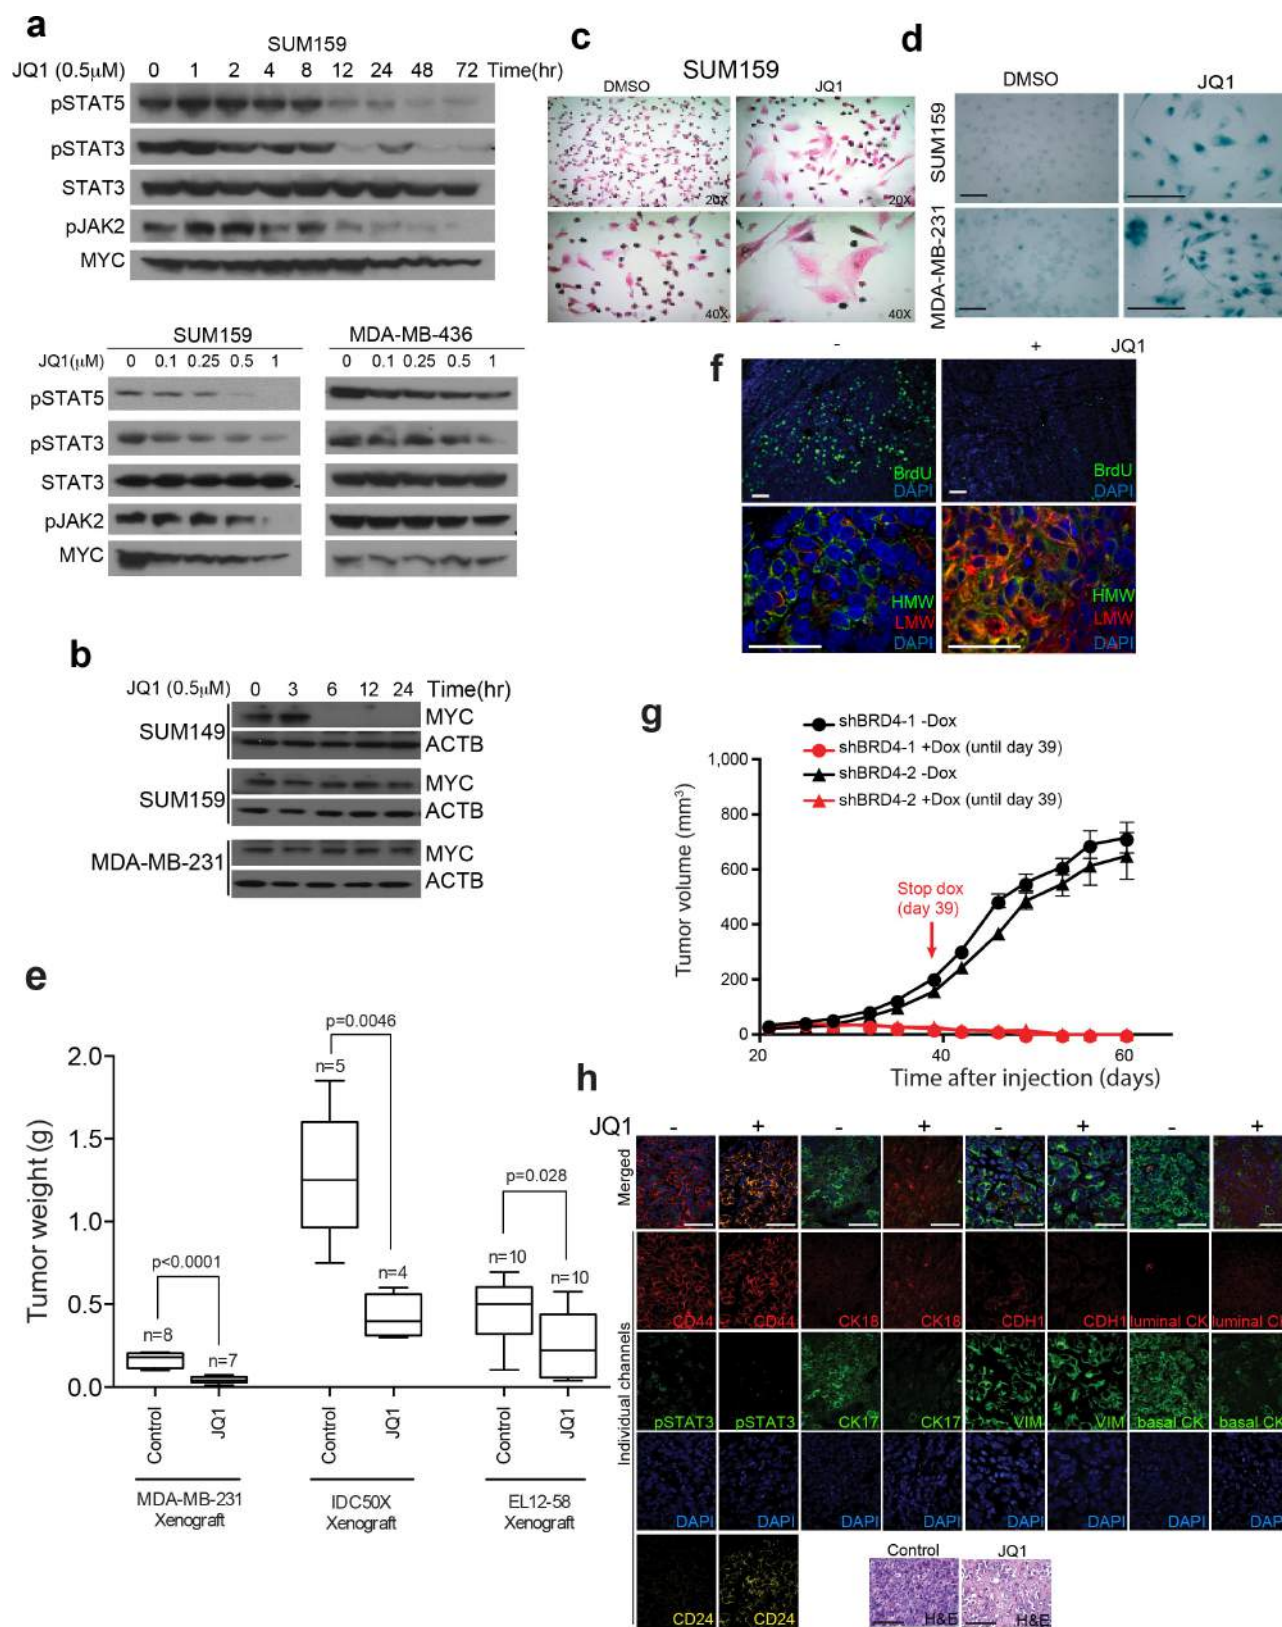 a
SUM159
JQ1 (0.5μM) 0 1 2 4 8 12 24 48 72 Time(hr)
pSTAT5
pSTAT3
STAT3
pJAK2
MYC
SUM159 MDA-MB-436
JQ1(μM) 0 0.1 0.25 0.5 1 0 0.1 0.25 0.5 1
pSTAT5
pSTAT3
STAT3
pJAK2
MYC
b
JQ1 (0.5μM) 0 3 6 12 24 Time(hr)
SUM149 MYC
ACTB
SUM159 MYC
ACTB
MDA-MB-231 MYC
ACTB
c
SUM159
DMSO JQ1
20X 20X
40X 40X
d
DMSO JQ1
SUM159
MDA-MB-231
e
Tumor weight (g)
2.0
1.5
1.0
0.5
0.0
p<0.0001
n=8
n=7
p=0.0046
n=5
n=4
p=0.028
n=10
n=10
Control JQ1 Control JQ1 Control JQ1
MDA-MB-231 Xenograft
IDC50X Xenograft
EL12-58 Xenograft
f
- + JQ1
BrdU BrdU
DAPI DAPI
HMW HMW
LMW LMW
DAPI DAPI
g
shBRD4-1 -Dox
shBRD4-1 +Dox (until day 39)
shBRD4-2 -Dox
shBRD4-2 +Dox (until day 39)
Tumor volume (mm³)
1,000
800
600
400
200
0
Stop dox
(day 39)
20 40 60
Time after injection (days)
h
JQ1 - + - + - + - +
Merged
Individual channels
CD44 CD44 CK18 CK18 CDH1 CDH1 luminal CK luminal CK
pSTAT3 pSTAT3 CK17 CK17 VIM VIM basal CK basal CK
DAPI DAPI DAPI DAPI DAPI DAPI DAPI DAPI
CD24 CD24
Control JQ1
H&E H&E